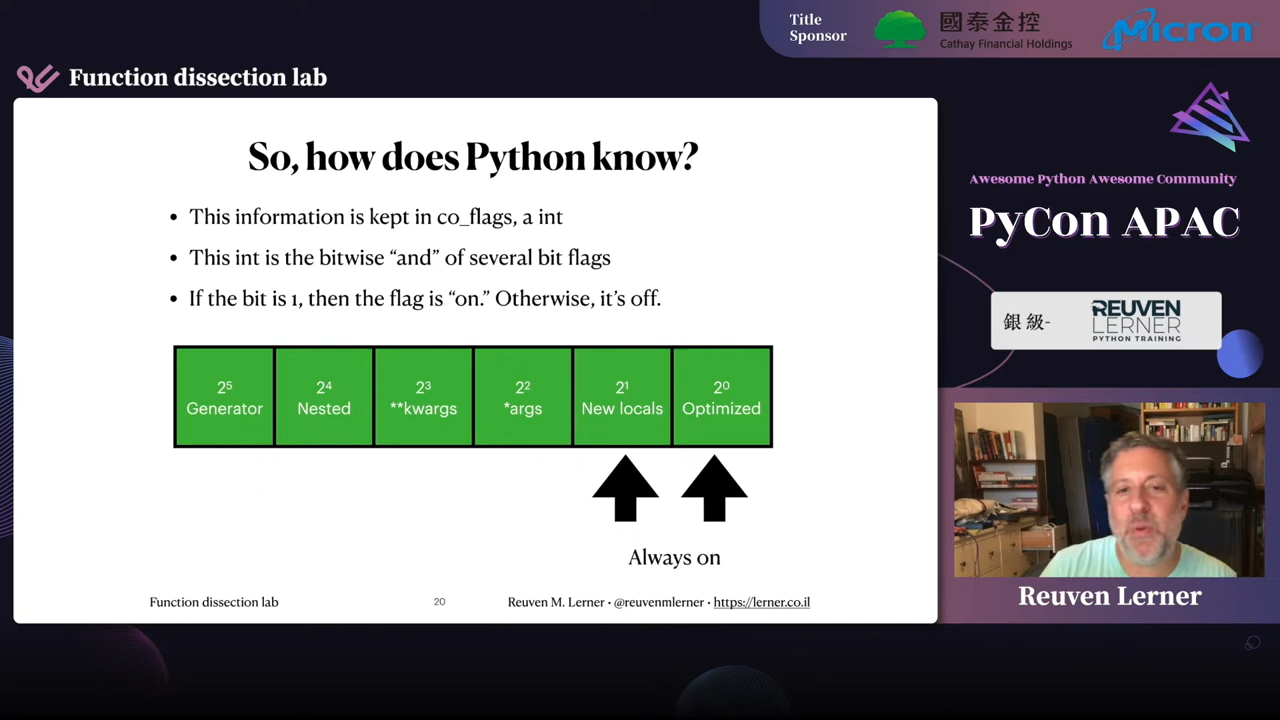 Title
Sponsor
國泰金控
Cathay Financial Holdings
Micron
Function dissection lab
So, how does Python know?
• This information is kept in co_flags, a int
• This int is the bitwise “and” of several bit flags
• If the bit is 1, then the flag is “on.” Otherwise, it’s off.
2⁵
Generator
2⁴
Nested
2³
**kwargs
2²
*args
2¹
New locals
2⁰
Optimized
Always on
Function dissection lab
20
Reuven M. Lerner • @reuvenmlerner • https://lerner.co.il
Awesome Python Awesome Community
PyCon APAC
銀級-
REUVEN
LERNER
PYTHON TRAINING
Reuven Lerner